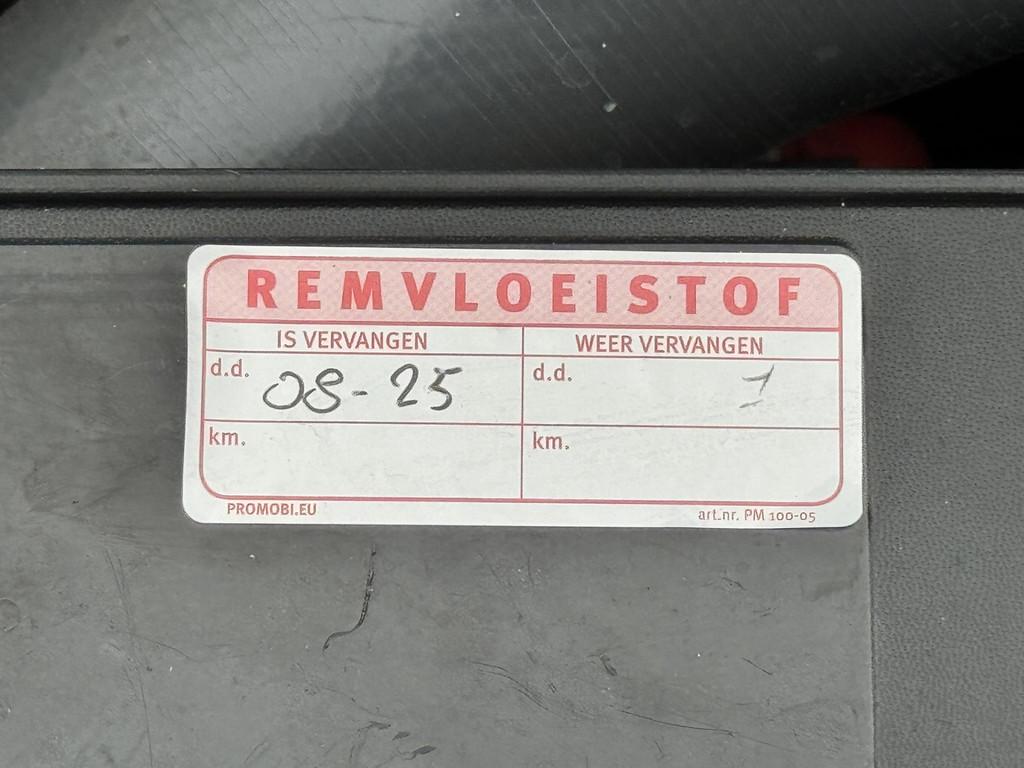 REMVLOEISTOF
IS VERVANGEN WEER VERVANGEN
d.d. 08-25 d.d.
km. km.
PROMOBI.EU art.nr. PM 100-05